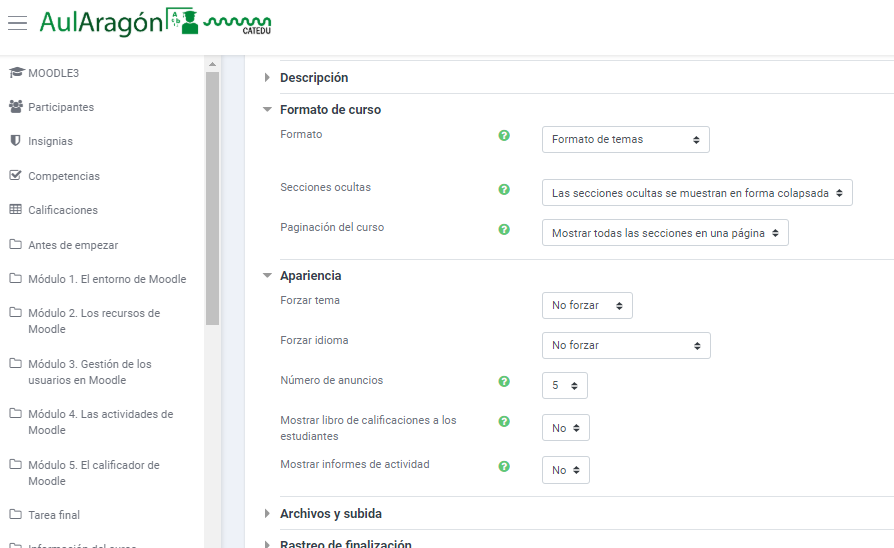 AulAragón
CATEDU
MOODLE3
Participantes
Insignias
Competencias
Calificaciones
Antes de empezar
Módulo 1. El entorno de Moodle
Módulo 2. Los recursos de
Moodle
Módulo 3. Gestión de los
usuarios en Moodle
Módulo 4. Las actividades de
Moodle
Módulo 5. El calificador de
Moodle
Tarea final
Información del curso
Descripción
Formato de curso
Formato ? Formato de temas
Secciones ocultas ? Las secciones ocultas se muestran en forma colapsada
Paginación del curso ? Mostrar todas las secciones en una página
Apariencia
Forzar tema No forzar
Forzar idioma No forzar
Número de anuncios ? 5
Mostrar libro de calificaciones a los ? No
estudiantes
Mostrar informes de actividad ? No
Archivos y subida
Rastreo de finalización